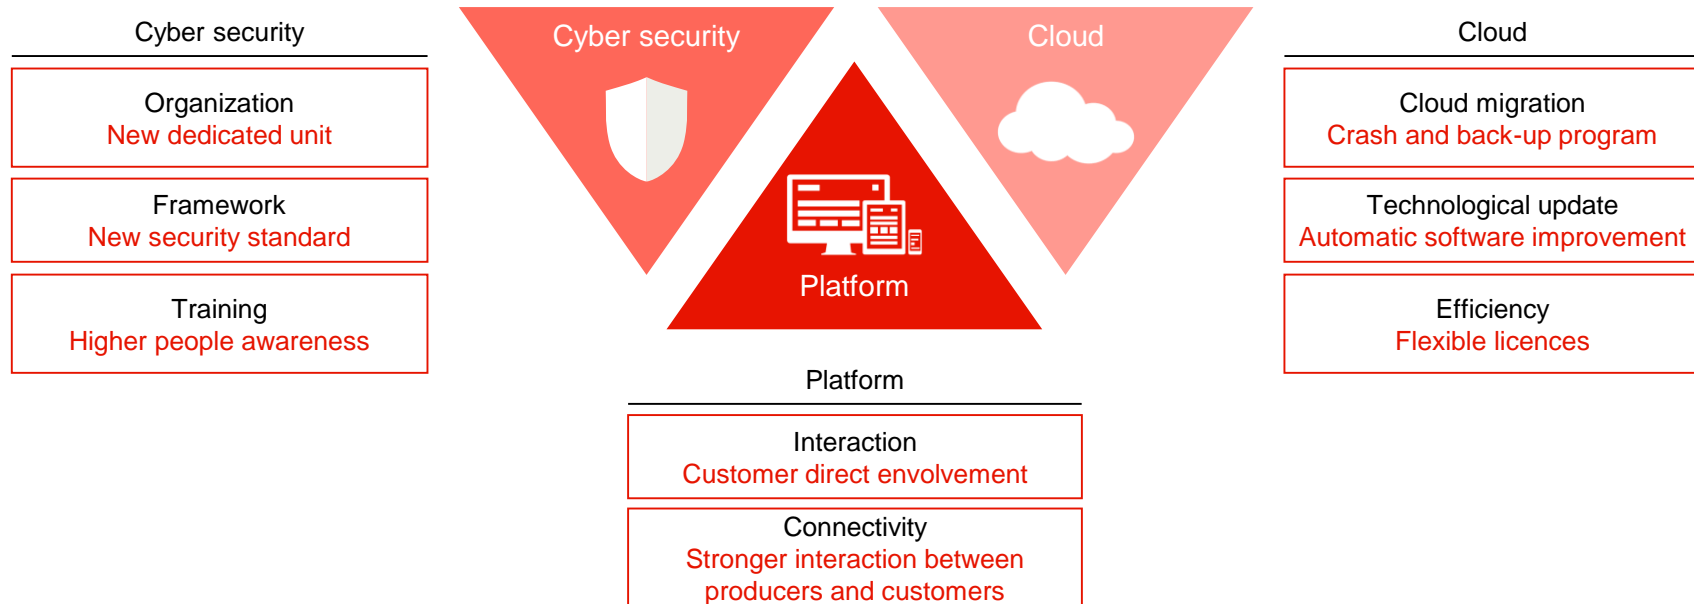 Cyber security
Organization
New dedicated unit
Framework
New security standard
Training
Higher people awareness
Cyber security
Cloud
Platform
Platform
Interaction
Customer direct envolvement
Connectivity
Stronger interaction between
producers and customers
Cloud
Cloud migration
Crash and back-up program
Technological update
Automatic software improvement
Efficiency
Flexible licences